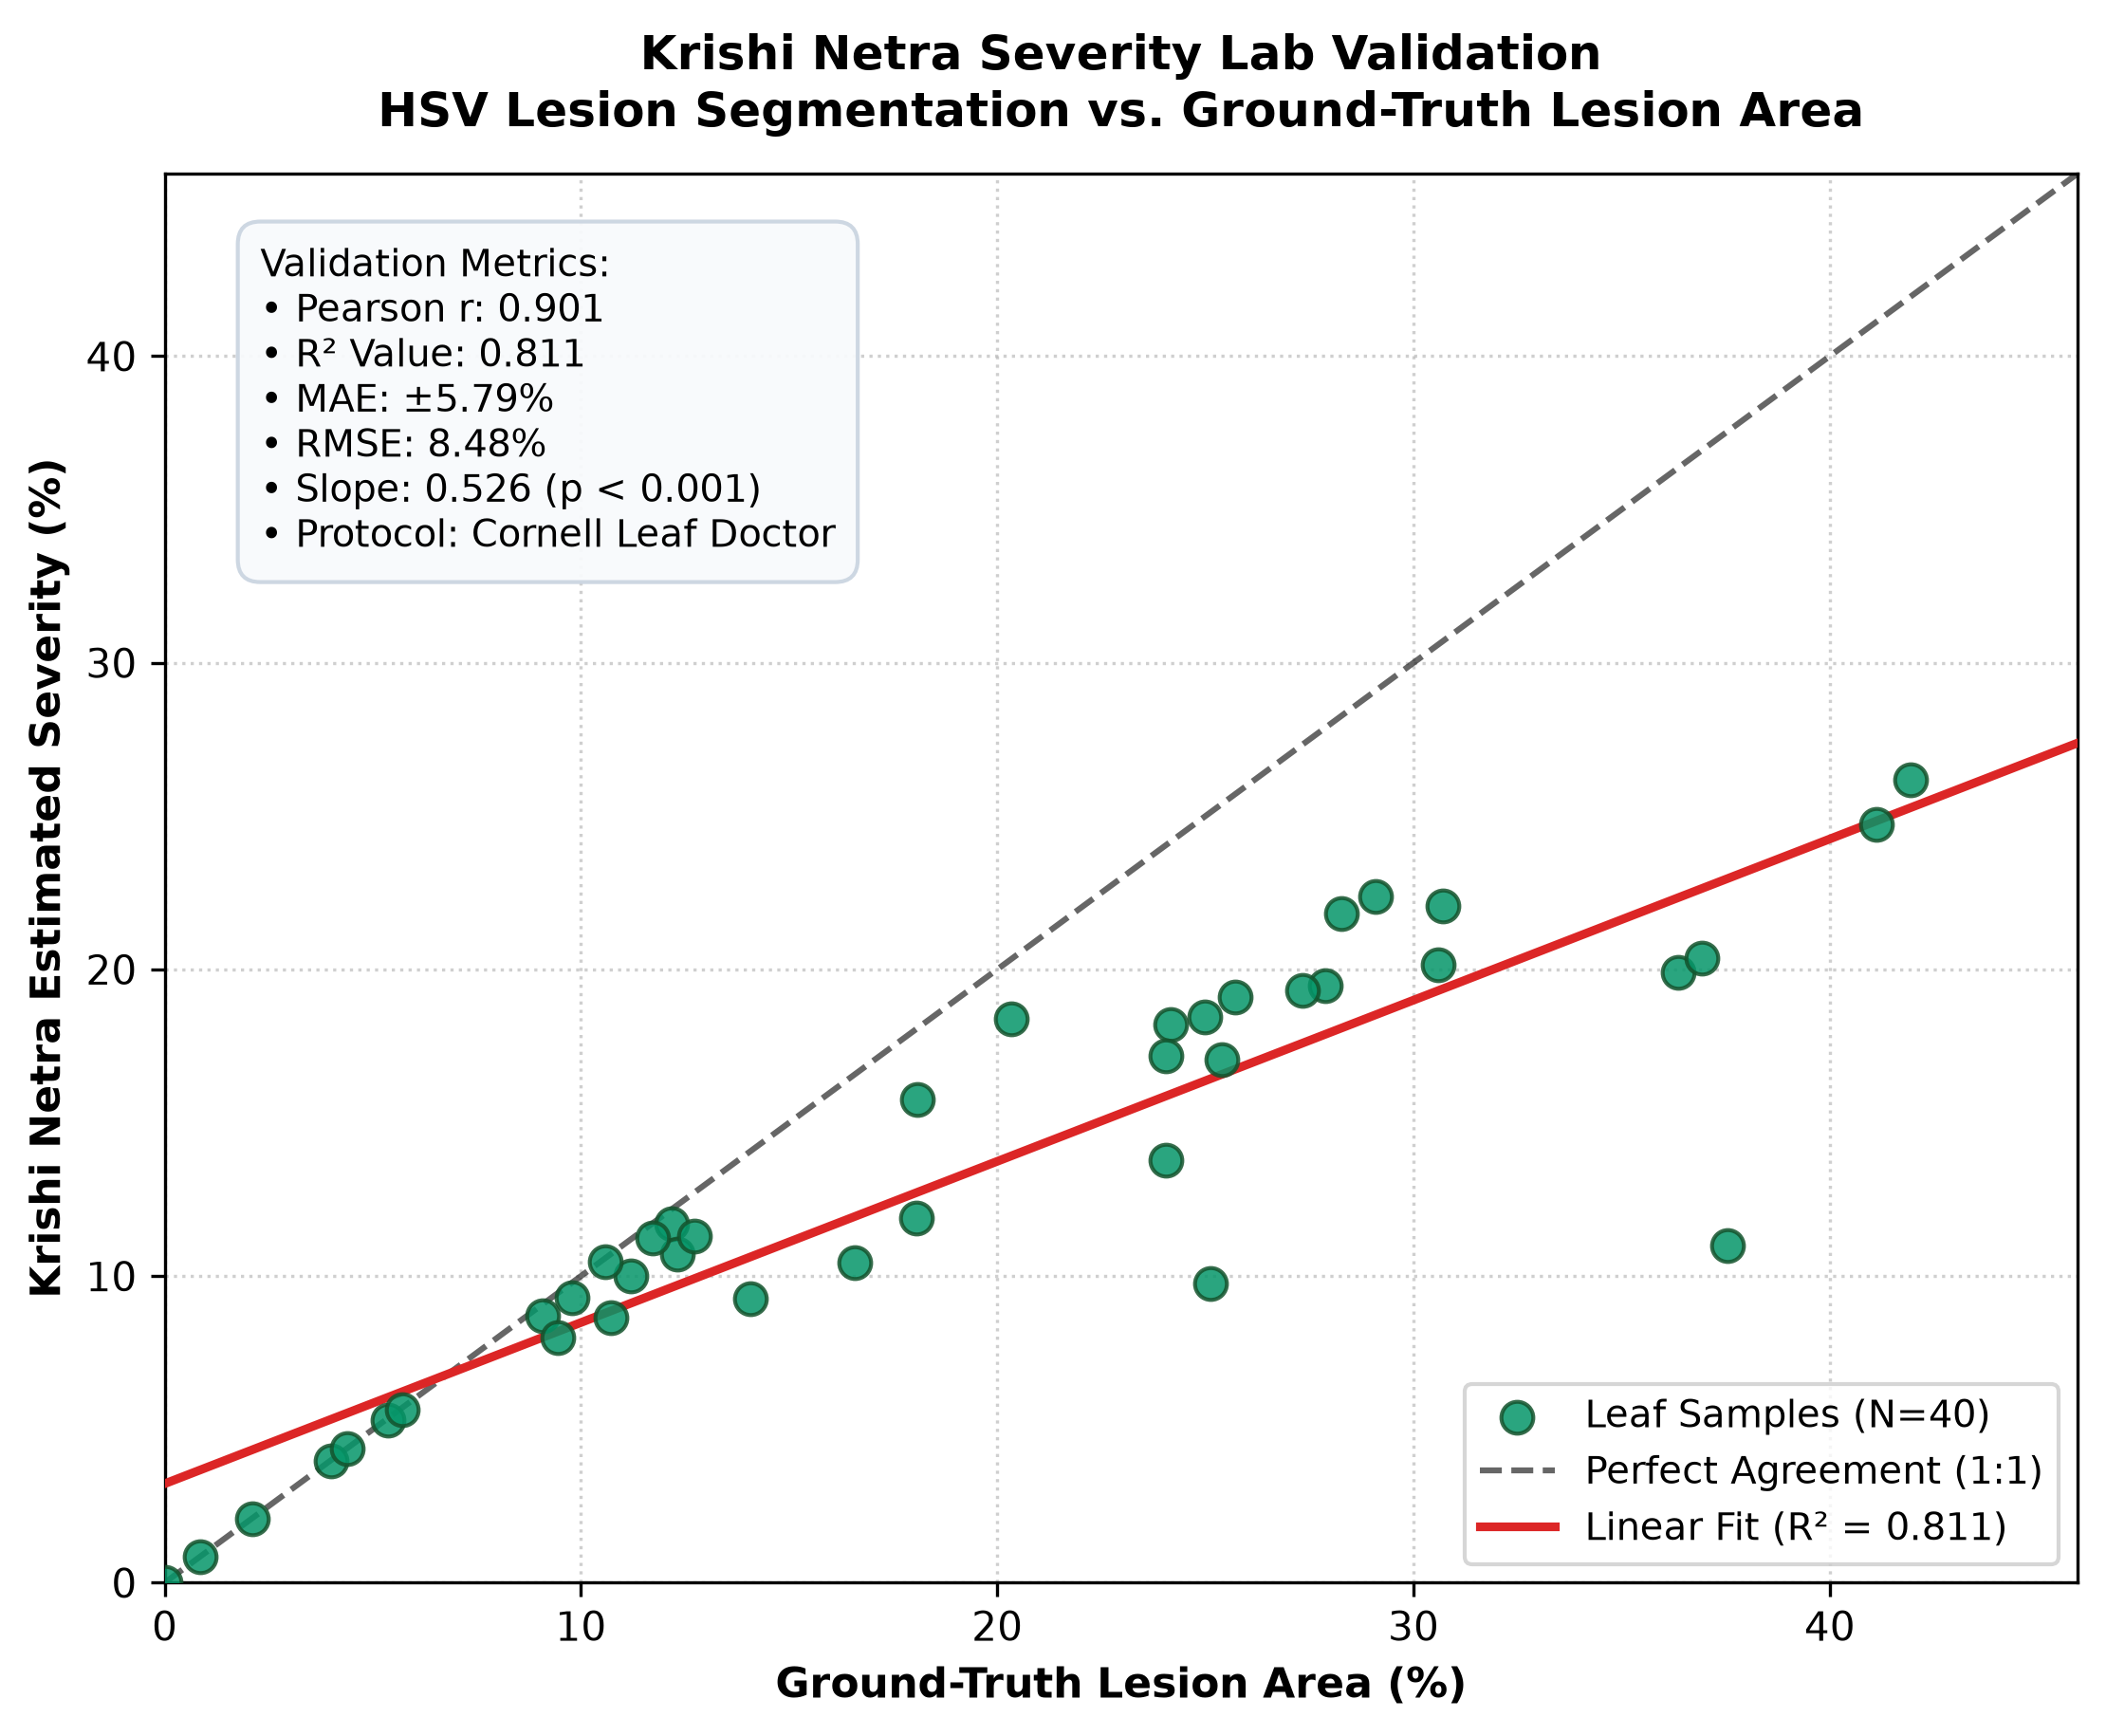 Krishi Netra Severity Lab Validation
HSV Lesion Segmentation vs. Ground-Truth Lesion Area
Validation Metrics:
• Pearson r: 0.901
• R² Value: 0.811
• MAE: ±5.79%
• RMSE: 8.48%
• Slope: 0.526 (p < 0.001)
• Protocol: Cornell Leaf Doctor
Krishi Netra Estimated Severity (%)
40
30
20
10
0
Leaf Samples (N=40)
Perfect Agreement (1:1)
Linear Fit (R² = 0.811)
0 10 20 30 40
Ground-Truth Lesion Area (%)